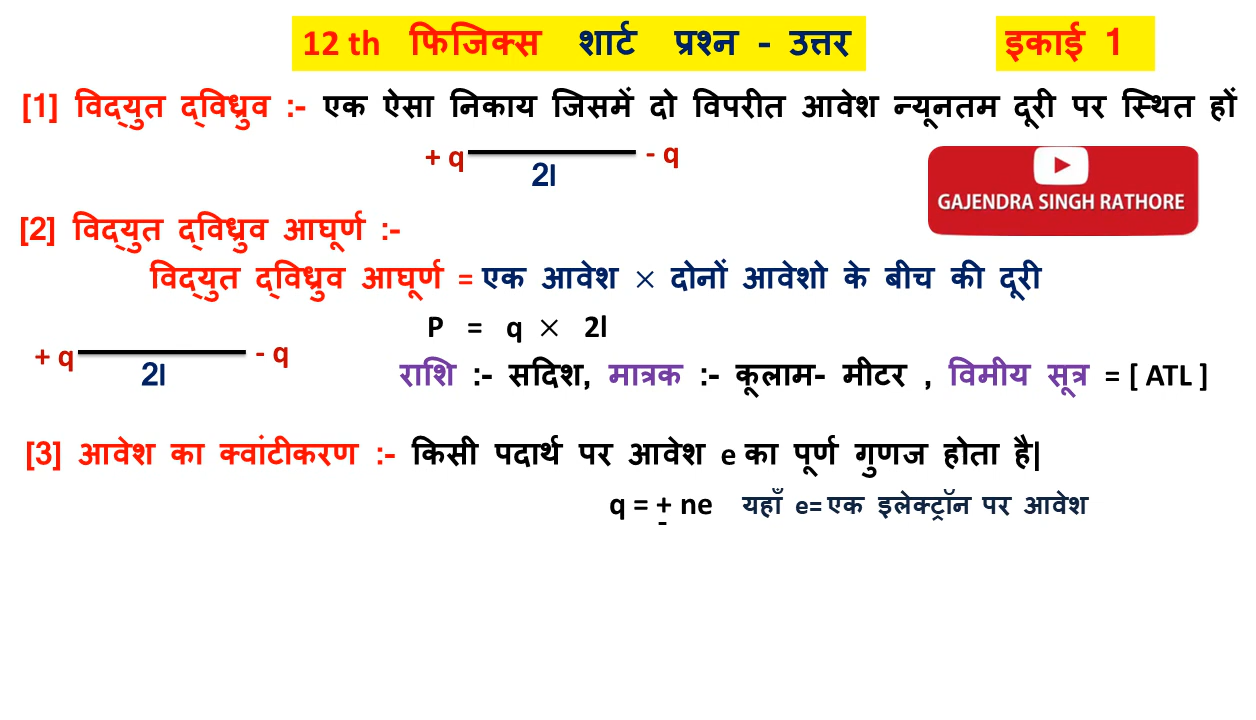 12 th फिजिक्स शार्ट प्रश्न - उत्तर इकाई 1
[1] विद्युत द्विध्रुव :- एक ऐसा निकाय जिसमें दो विपरीत आवेश न्यूनतम दूरी पर स्थित हों
+ q - q
2l
GAJENDRA SINGH RATHORE
[2] विद्युत द्विध्रुव आघूर्ण :-
विद्युत द्विध्रुव आघूर्ण = एक आवेश × दोनों आवेशो के बीच की दूरी
P = q × 2l
+ q - q
2l
राशि :- सदिश, मात्रक :- कूलाम- मीटर , विमीय सूत्र = [ ATL ]
[3] आवेश का क्वांटीकरण :- किसी पदार्थ पर आवेश e का पूर्ण गुणज होता है|
q = ± ne यहाँ e= एक इलेक्ट्रॉन पर आवेश